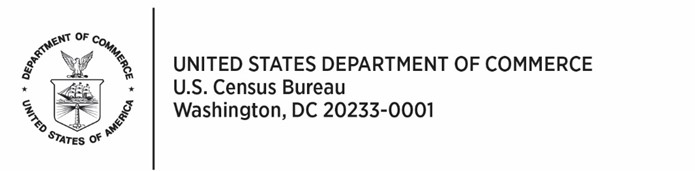 DEPARTMENT OF COMMERCE
UNITED STATES OF AMERICA
UNITED STATES DEPARTMENT OF COMMERCE
U.S. Census Bureau
Washington, DC 20233-0001